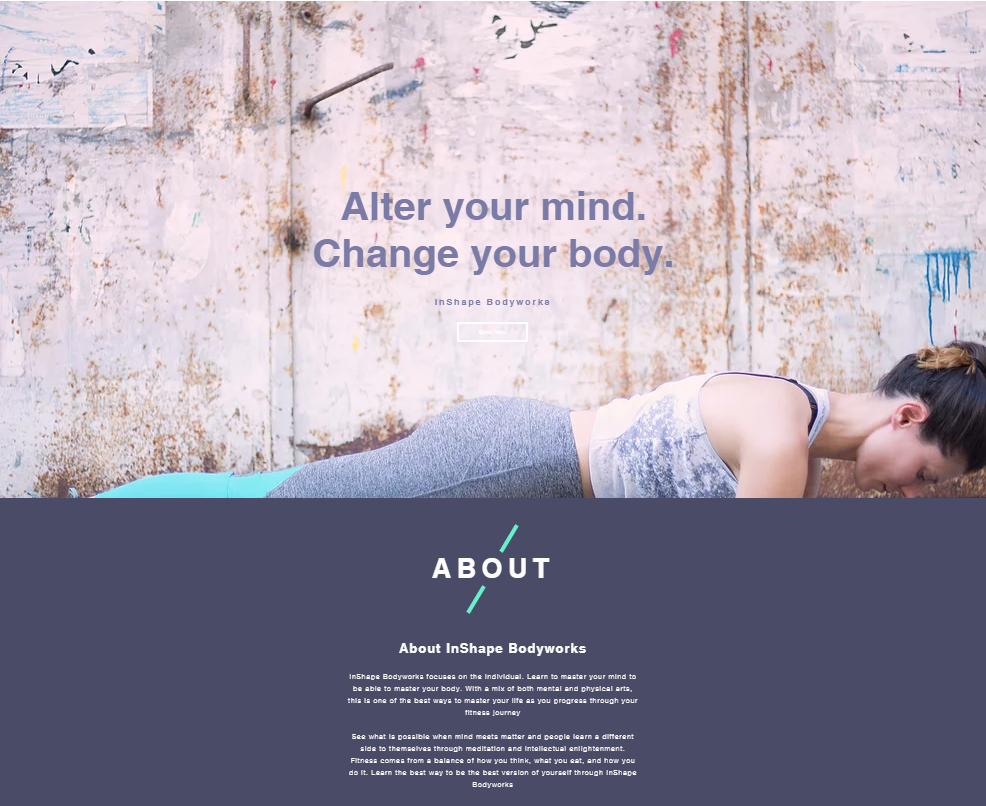 Alter your mind.
Change your body.
InShape Bodyworks
ABOUT
About InShape Bodyworks
InShape Bodyworks focuses on the individual. Learn to master your mind to
be able to master your body. With a mix of both mental and physical arts,
this is one of the best ways to master your life as you progress through your
fitness journey
See what is possible when mind meets matter and people learn a different
side to themselves through meditation and intellectual enlightenment.
Fitness comes from a balance of how you think, what you eat, and how you
do it. Learn the best way to be the best version of yourself through InShape
Bodyworks